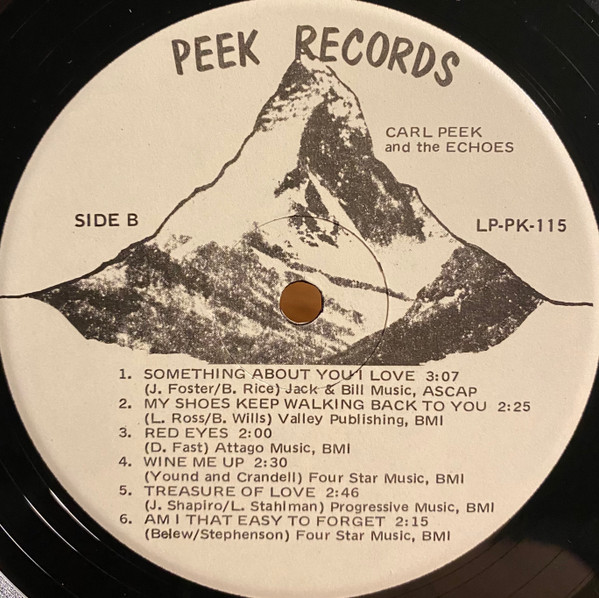 PEEK RECORDS
CARL PEEK
and the ECHOES
SIDE B
LP-PK-115
1. SOMETHING ABOUT YOU I LOVE 3:07
(J. Foster/B. Rice) Jack & Bill Music, ASCAP
2. MY SHOES KEEP WALKING BACK TO YOU 2:25
(L. Ross/B. Wills) Valley Publishing, BMI
3. RED EYES 2:00
(D. Fast) Attago Music, BMI
4. WINE ME UP 2:30
(Yound and Crandell) Four Star Music, BMI
5. TREASURE OF LOVE 2:46
(J. Shapiro/L. Stahlman) Progressive Music, BMI
6. AM I THAT EASY TO FORGET 2:15
(Belew/Stephenson) Four Star Music, BMI